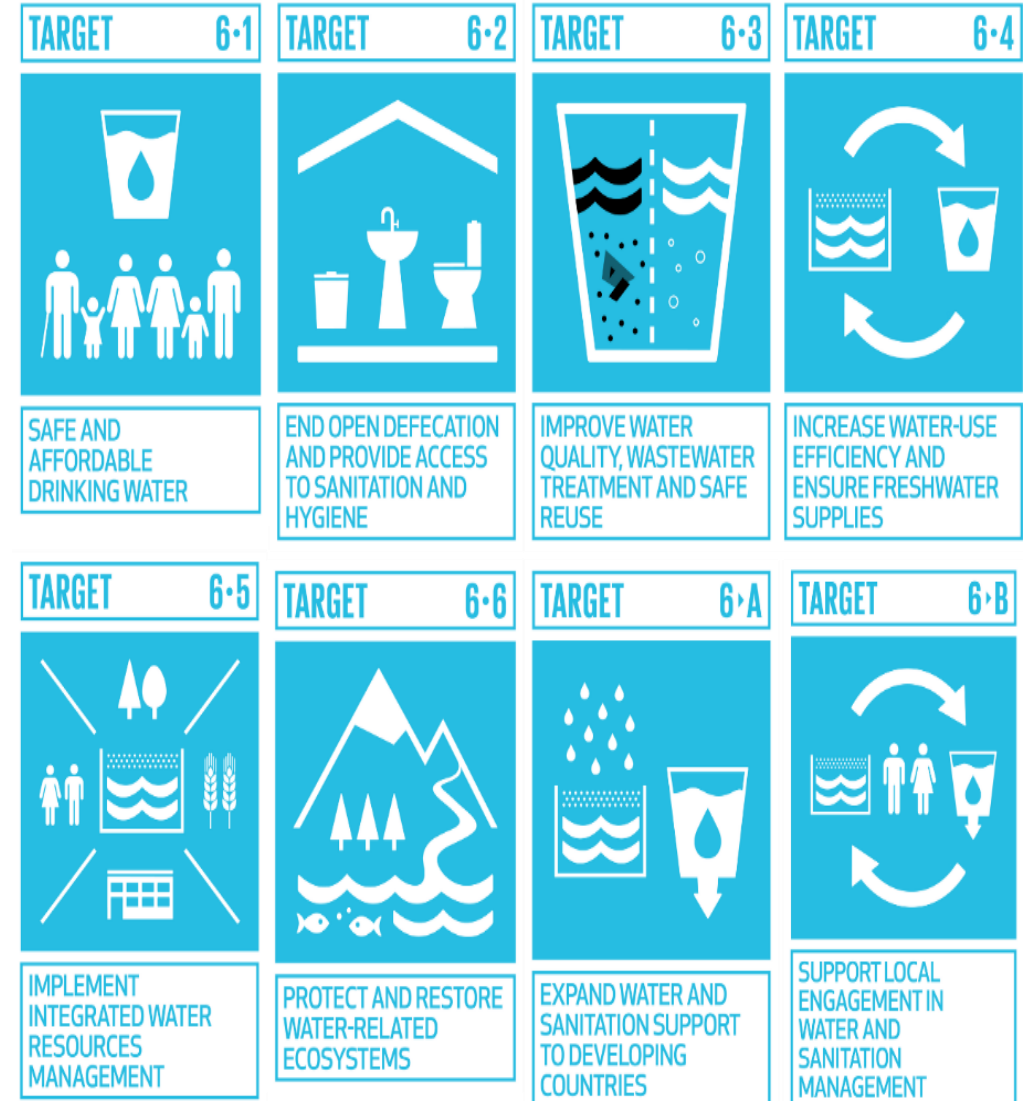 TARGET 6·1
SAFE AND
AFFORDABLE
DRINKING WATER
TARGET 6·2
END OPEN DEFECATION
AND PROVIDE ACCESS
TO SANITATION AND
HYGIENE
TARGET 6·3
IMPROVE WATER
QUALITY, WASTEWATER
TREATMENT AND SAFE
REUSE
TARGET 6·4
INCREASE WATER-USE
EFFICIENCY AND
ENSURE FRESHWATER
SUPPLIES
TARGET 6·5
IMPLEMENT
INTEGRATED WATER
RESOURCES
MANAGEMENT
TARGET 6·6
PROTECT AND RESTORE
WATER-RELATED
ECOSYSTEMS
TARGET 6‣A
EXPAND WATER AND
SANITATION SUPPORT
TO DEVELOPING
COUNTRIES
TARGET 6‣B
SUPPORT LOCAL
ENGAGEMENT IN
WATER AND
SANITATION
MANAGEMENT